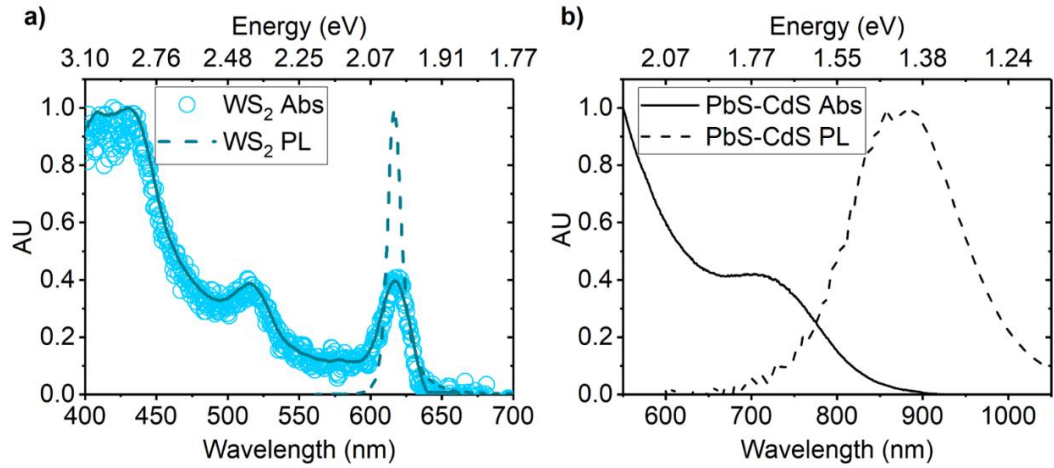 a)
Energy (eV)
3.10 2.76 2.48 2.25 2.07 1.91 1.77
WS₂ Abs
WS₂ PL
1.0
0.8
0.6
0.4
0.2
0.0
AU
400 450 500 550 600 650 700
Wavelength (nm)
b)
Energy (eV)
2.07 1.77 1.55 1.38 1.24
PbS-CdS Abs
PbS-CdS PL
1.0
0.8
0.6
0.4
0.2
0.0
AU
600 700 800 900 1000
Wavelength (nm)